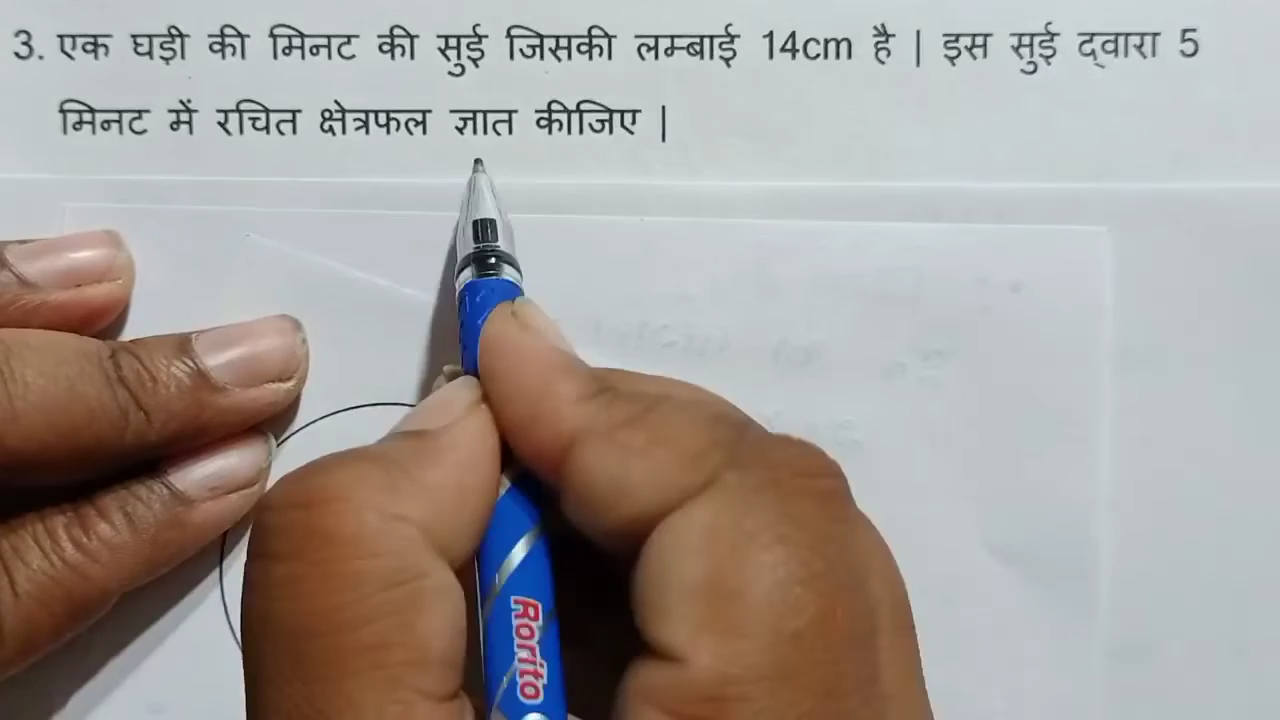 3. एक घड़ी की मिनट की सुई जिसकी लम्बाई 14cm है | इस सुई द्वारा 5
मिनट में रचित क्षेत्रफल ज्ञात कीजिए |
Rorito